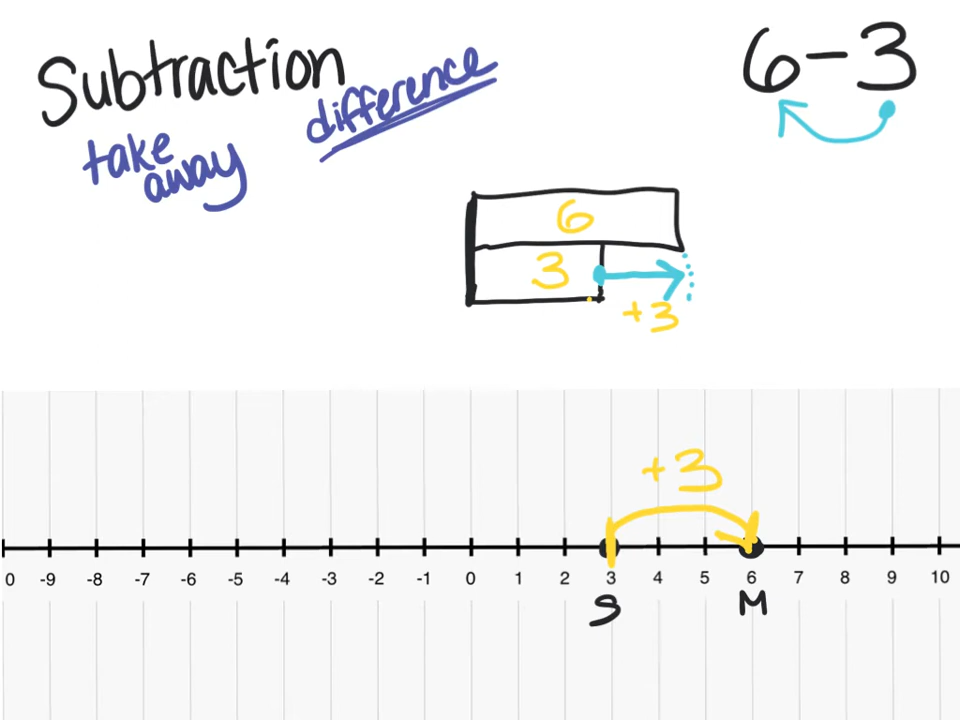 Subtraction
difference
take
away
6-3
6
3
+3
+3
0 -9 -8 -7 -6 -5 -4 -3 -2 -1 0 1 2 3 4 5 6 7 8 9 10
S M